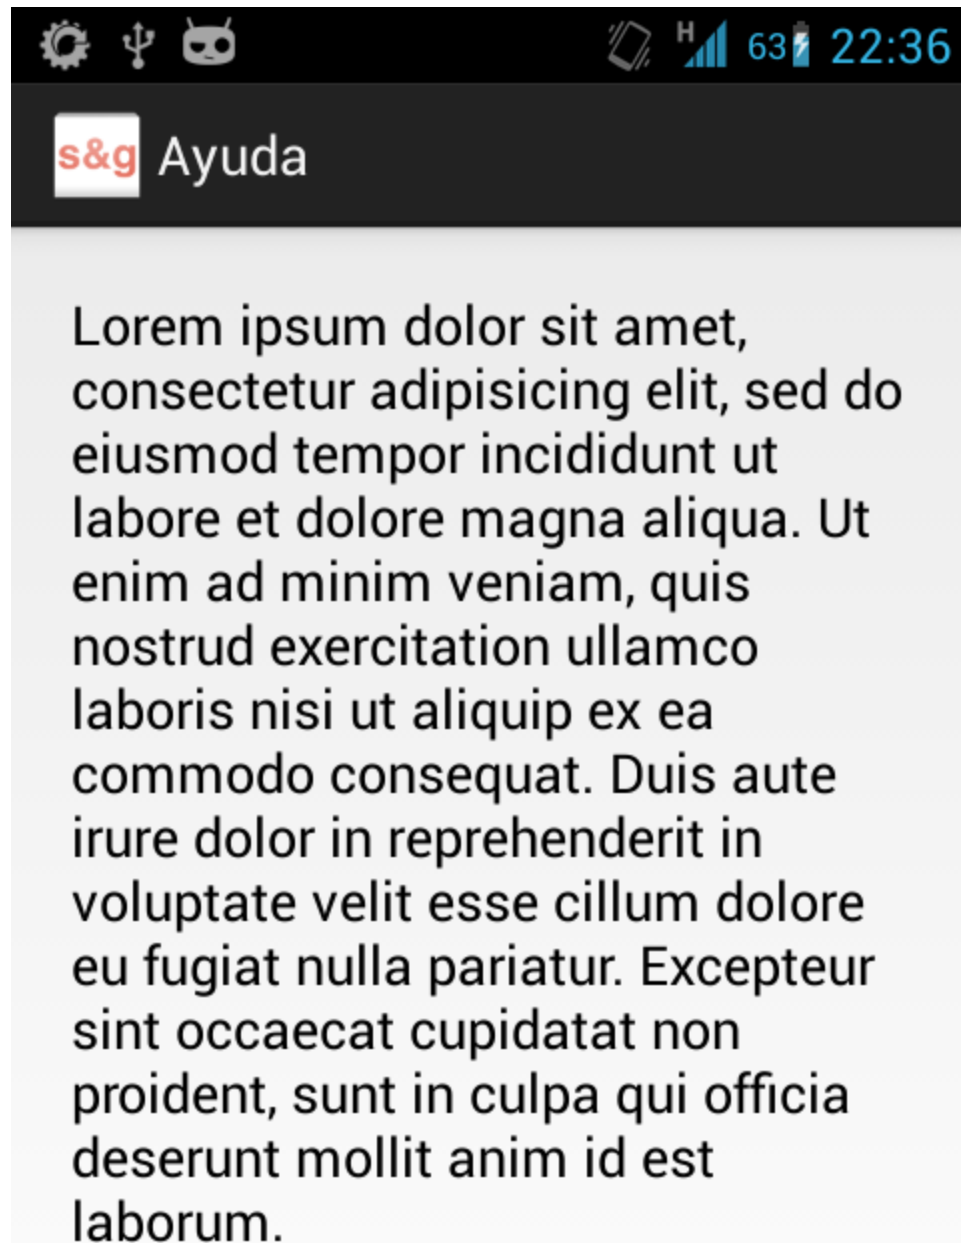 H 63 22:36
s&g Ayuda
Lorem ipsum dolor sit amet,
consectetur adipisicing elit, sed do
eiusmod tempor incididunt ut
labore et dolore magna aliqua. Ut
enim ad minim veniam, quis
nostrud exercitation ullamco
laboris nisi ut aliquip ex ea
commodo consequat. Duis aute
irure dolor in reprehenderit in
voluptate velit esse cillum dolore
eu fugiat nulla pariatur. Excepteur
sint occaecat cupidatat non
proident, sunt in culpa qui officia
deserunt mollit anim id est
laborum.